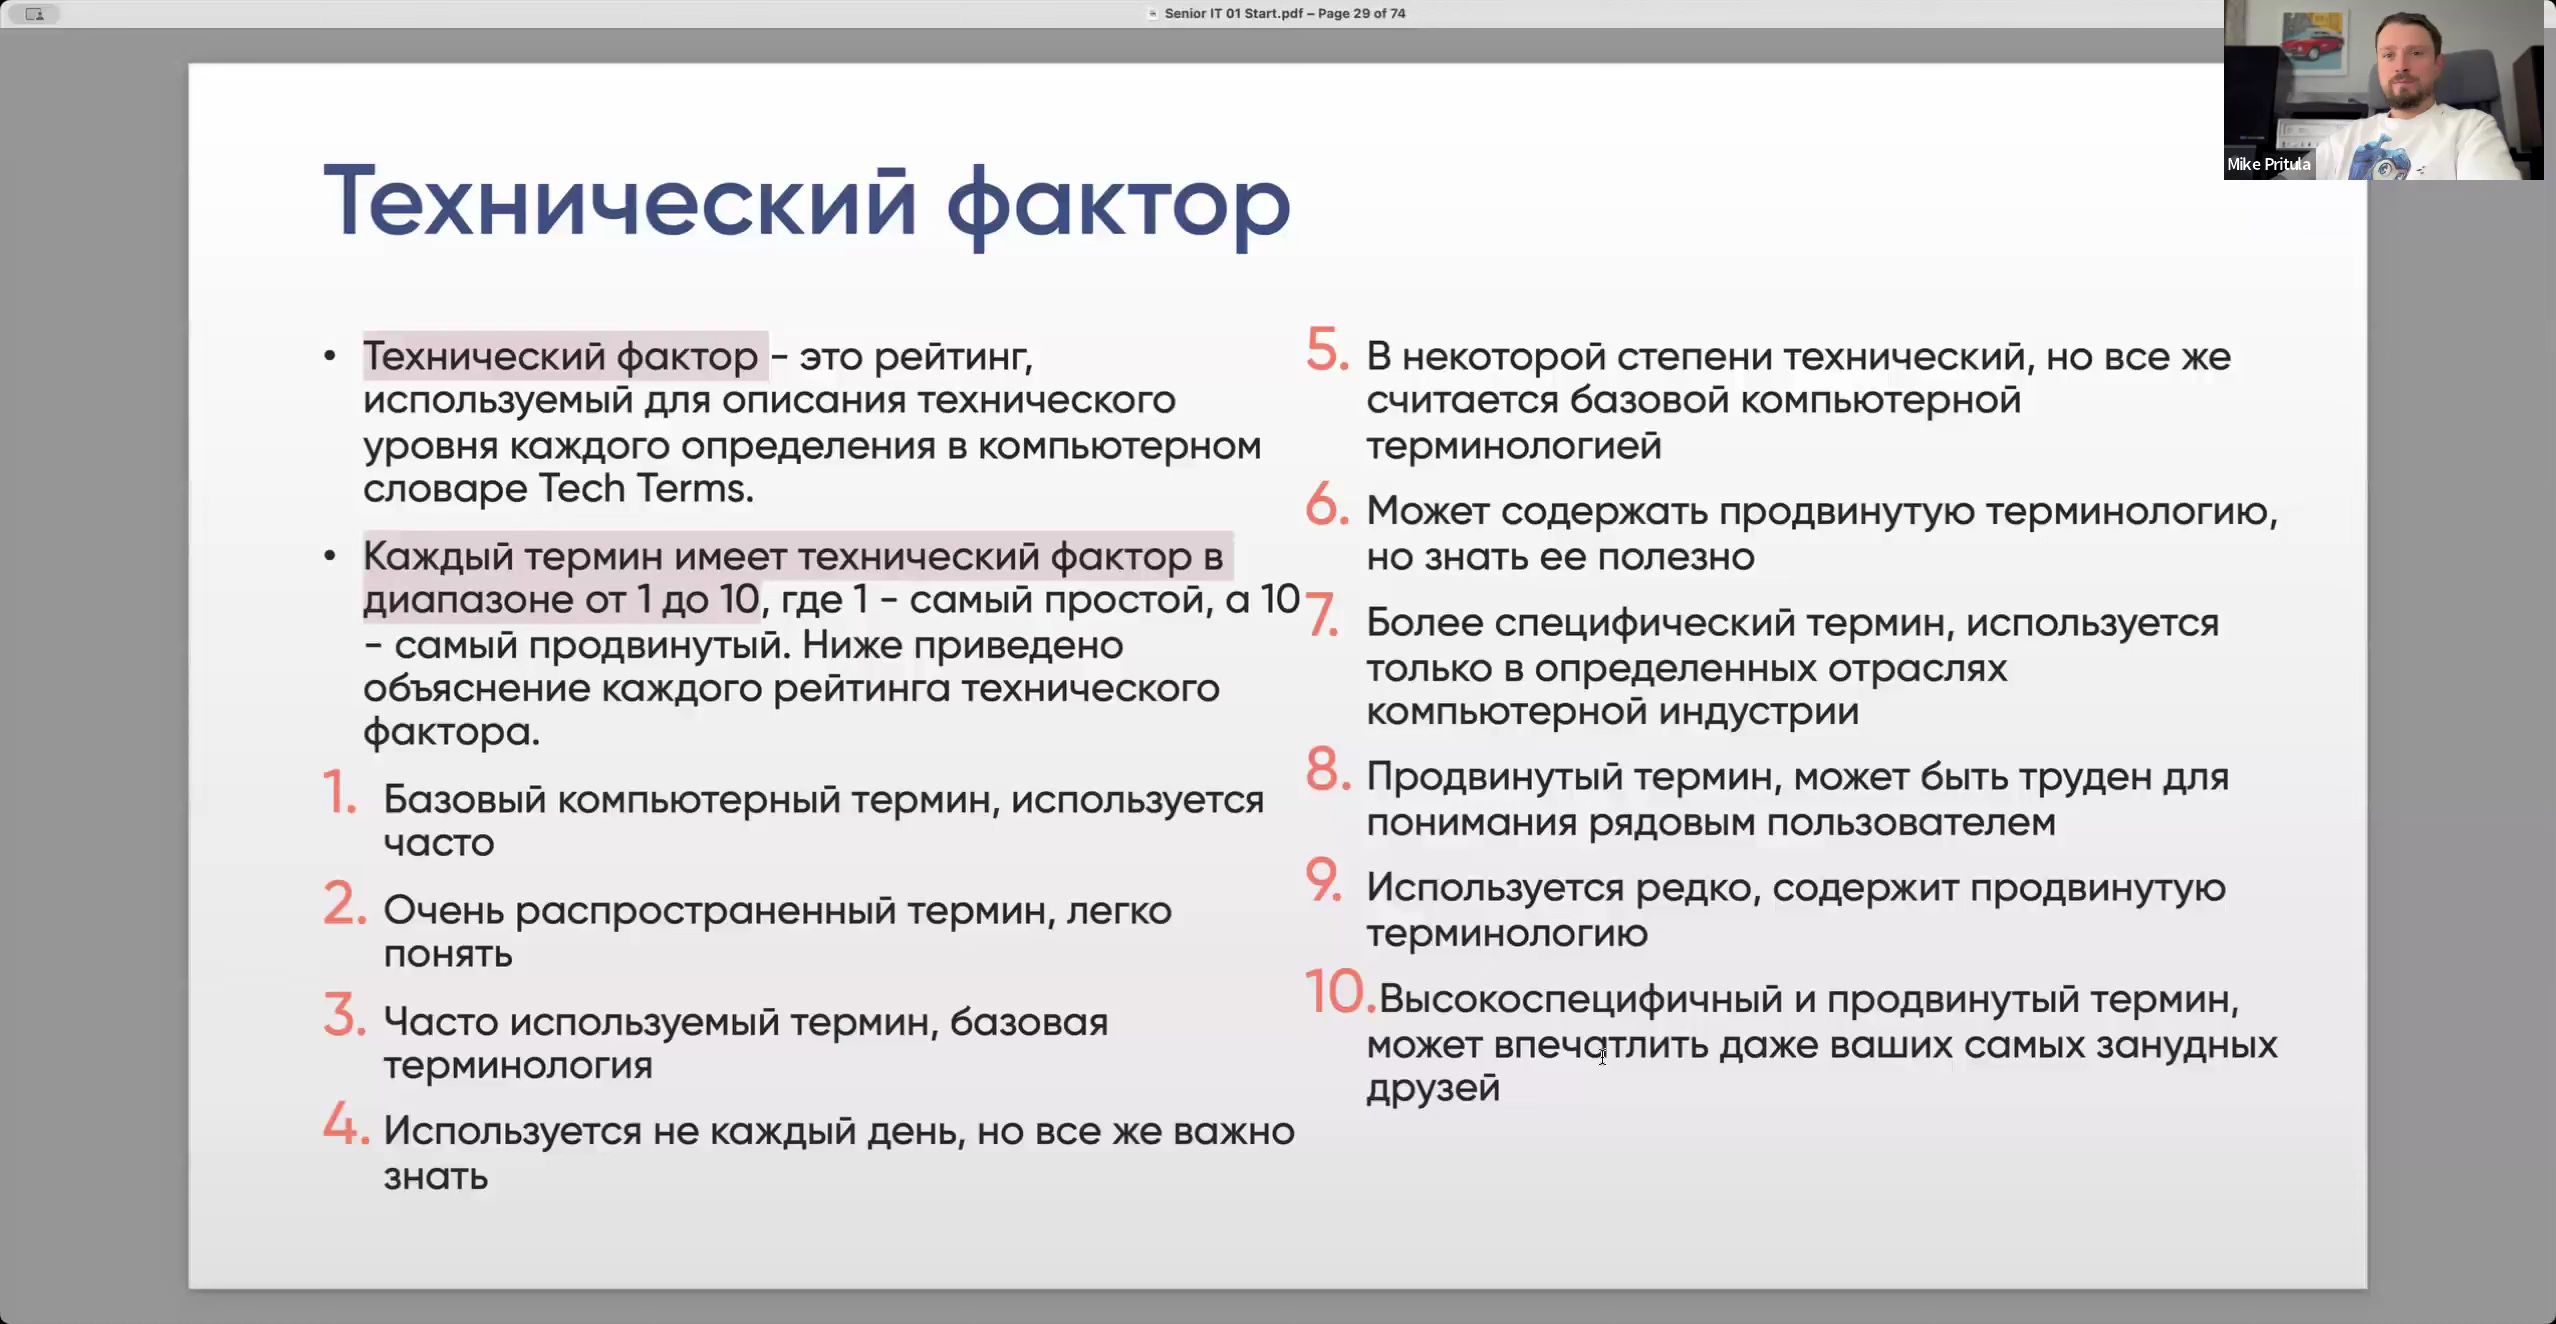 Senior IT 01 Start.pdf – Page 29 of 74
Mike Pritula
Технический фактор
• Технический фактор - это рейтинг,
используемый для описания технического
уровня каждого определения в компьютерном
словаре Tech Terms.
• Каждый термин имеет технический фактор в
диапазоне от 1 до 10, где 1 - самый простой, а 10
- самый продвинутый. Ниже приведено
объяснение каждого рейтинга технического
фактора.
1. Базовый компьютерный термин, используется
часто
2. Очень распространенный термин, легко
понять
3. Часто используемый термин, базовая
терминология
4. Используется не каждый день, но все же важно
знать
5. В некоторой степени технический, но все же
считается базовой компьютерной
терминологией
6. Может содержать продвинутую терминологию,
но знать ее полезно
7. Более специфический термин, используется
только в определенных отраслях
компьютерной индустрии
8. Продвинутый термин, может быть труден для
понимания рядовым пользователем
9. Используется редко, содержит продвинутую
терминологию
10. Высокоспецифичный и продвинутый термин,
может впечатлить даже ваших самых занудных
друзей